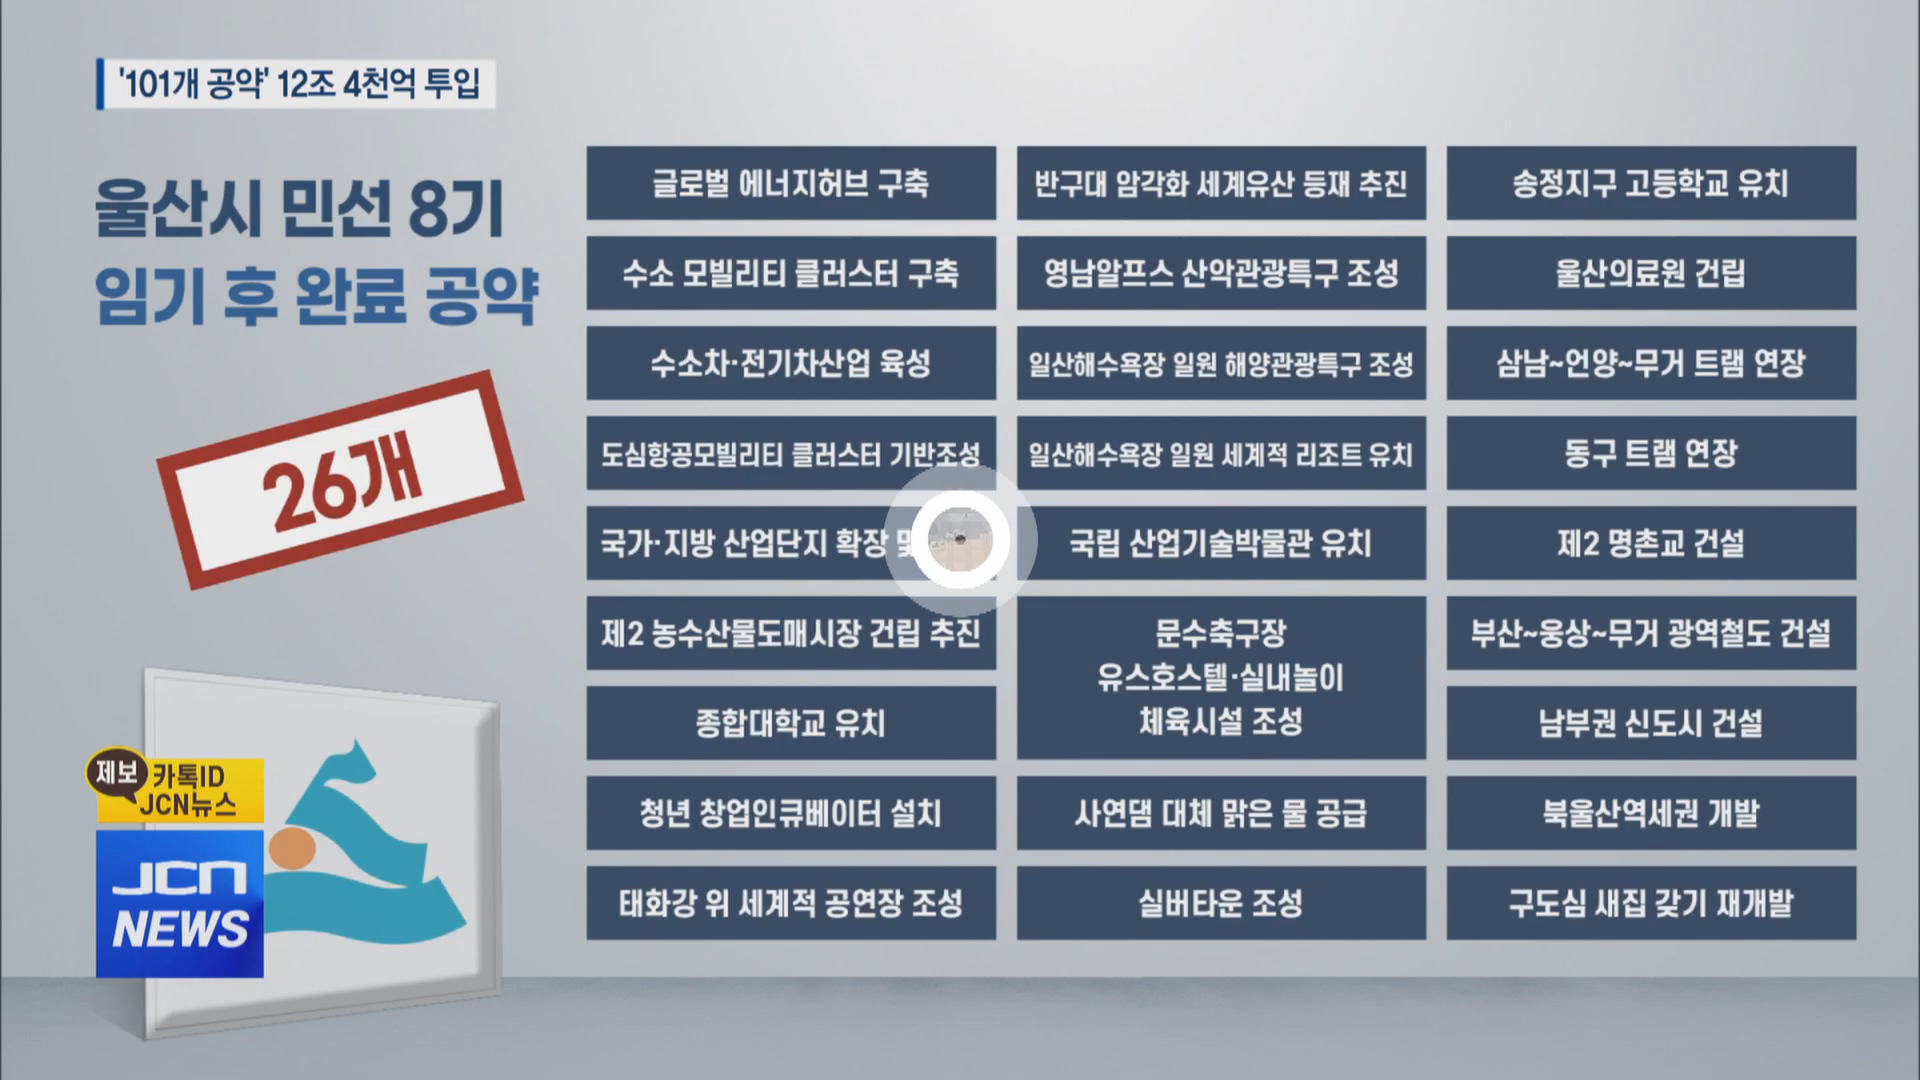 '101개 공약' 12조 4천억 투입
울산시 민선 8기
임기 후 완료 공약
26개
글로벌 에너지허브 구축
수소 모빌리티 클러스터 구축
수소차·전기차산업 육성
도심항공모빌리티 클러스터 기반조성
국가·지방 산업단지 확장 및
제2 농수산물도매시장 건립 추진
종합대학교 유치
청년 창업인큐베이터 설치
태화강 위 세계적 공연장 조성
반구대 암각화 세계유산 등재 추진
영남알프스 산악관광특구 조성
일산해수욕장 일원 해양관광특구 조성
일산해수욕장 일원 세계적 리조트 유치
국립 산업기술박물관 유치
문수축구장
유스호스텔·실내놀이
체육시설 조성
사연댐 대체 맑은 물 공급
실버타운 조성
송정지구 고등학교 유치
울산의료원 건립
삼남~언양~무거 트램 연장
동구 트램 연장
제2 명촌교 건설
부산~웅상~무거 광역철도 건설
남부권 신도시 건설
북울산역세권 개발
구도심 새집 갖기 재개발
제보
카톡ID
JCN뉴스
JCN
NEWS